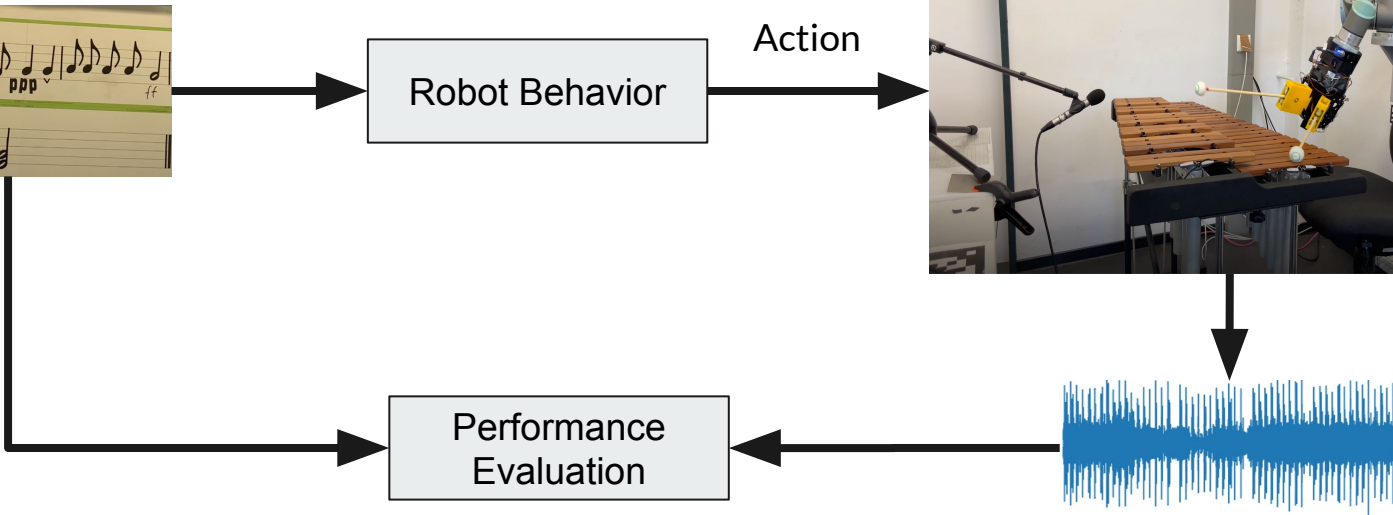 Action
Robot Behavior
ppp
ff
Performance
Evaluation